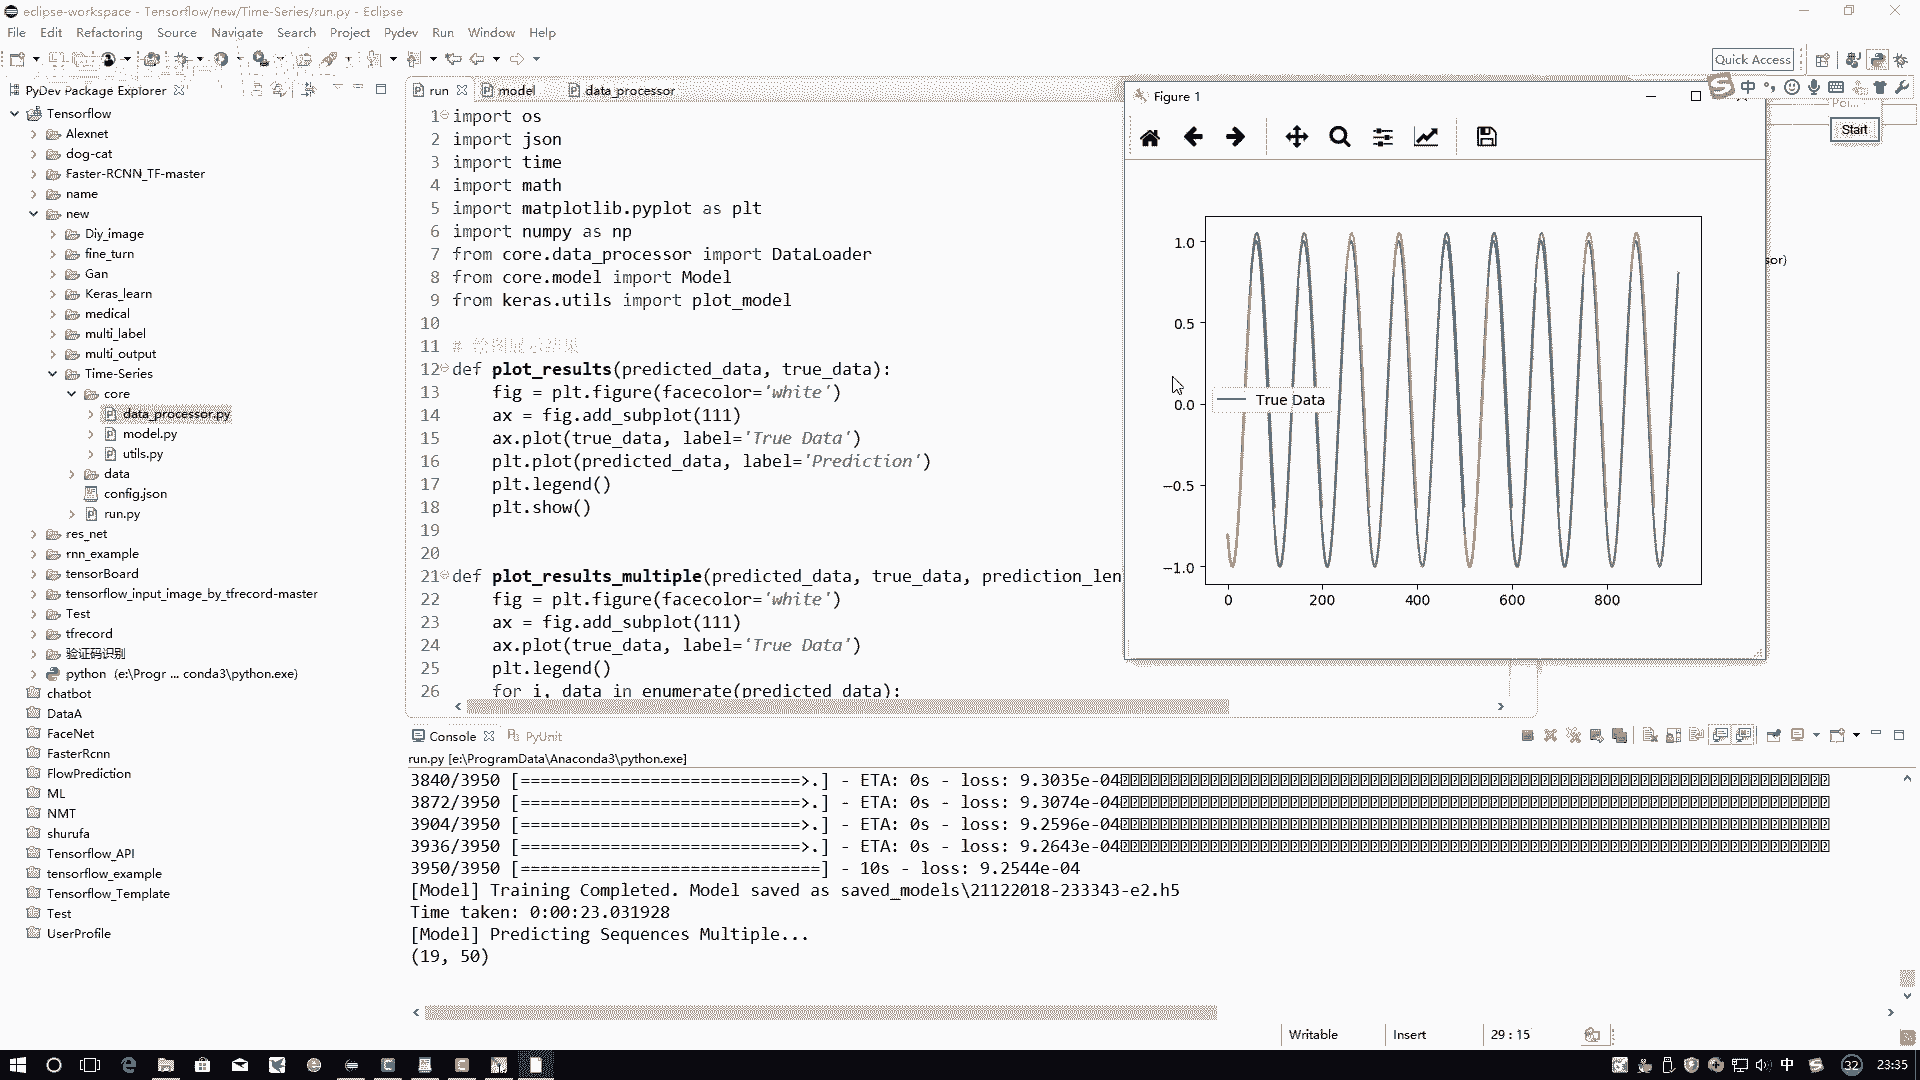 eclipse-workspace - Tensorflow/new/Time-Series/run.py - Eclipse
File Edit Refactoring Source Navigate Search Project Pydev Run Window Help
Quick Access
PyDev Package Explorer
Tensorflow
Alexnet
dog-cat
Faster-RCNN_TF-master
name
new
Diy_image
fine_turn
Gan
Keras_learn
medical
multi_label
multi_output
Time-Series
core
data_processor.py
model.py
utils.py
data
config.json
run.py
res_net
rnn_example
tensorBoard
tensorflow_input_image_by_tfrecord-master
Test
tfrecord
验证码识别
python (e:\Progr ... conda3\python.exe)
chatbot
DataA
FaceNet
FasterRcnn
FlowPrediction
ML
NMT
shurufa
Tensorflow_API
tensorflow_example
Tensorflow_Template
Test
UserProfile
run model data_processor
1 import os
2 import json
3 import time
4 import math
5 import matplotlib.pyplot as plt
6 import numpy as np
7 from core.data_processor import DataLoader
8 from core.model import Model
9 from keras.utils import plot_model
10
11 # 绘图展示结果
12 def plot_results(predicted_data, true_data):
13 fig = plt.figure(facecolor='white')
14 ax = fig.add_subplot(111)
15 ax.plot(true_data, label='True Data')
16 plt.plot(predicted_data, label='Prediction')
17 plt.legend()
18 plt.show()
19
20
21 def plot_results_multiple(predicted_data, true_data, prediction_len
22 fig = plt.figure(facecolor='white')
23 ax = fig.add_subplot(111)
24 ax.plot(true_data, label='True Data')
25 plt.legend()
26 for i, data in enumerate(predicted_data):
Figure 1
中
Start
sor)
1.0
0.5
0.0
−0.5
−1.0
True Data
0 200 400 600 800
Console PyUnit
run.py [e:\ProgramData\Anaconda3\python.exe]
3840/3950 [============================>.] - ETA: 0s - loss: 9.3035e-04
3872/3950 [============================>.] - ETA: 0s - loss: 9.3074e-04
3904/3950 [============================>.] - ETA: 0s - loss: 9.2596e-04
3936/3950 [============================>.] - ETA: 0s - loss: 9.2643e-04
3950/3950 [==============================] - 10s - loss: 9.2544e-04
[Model] Training Completed. Model saved as saved_models\21122018-233343-e2.h5
Time taken: 0:00:23.031928
[Model] Predicting Sequences Multiple...
(19, 50)
Writable Insert 29 : 15
中 32 23:35